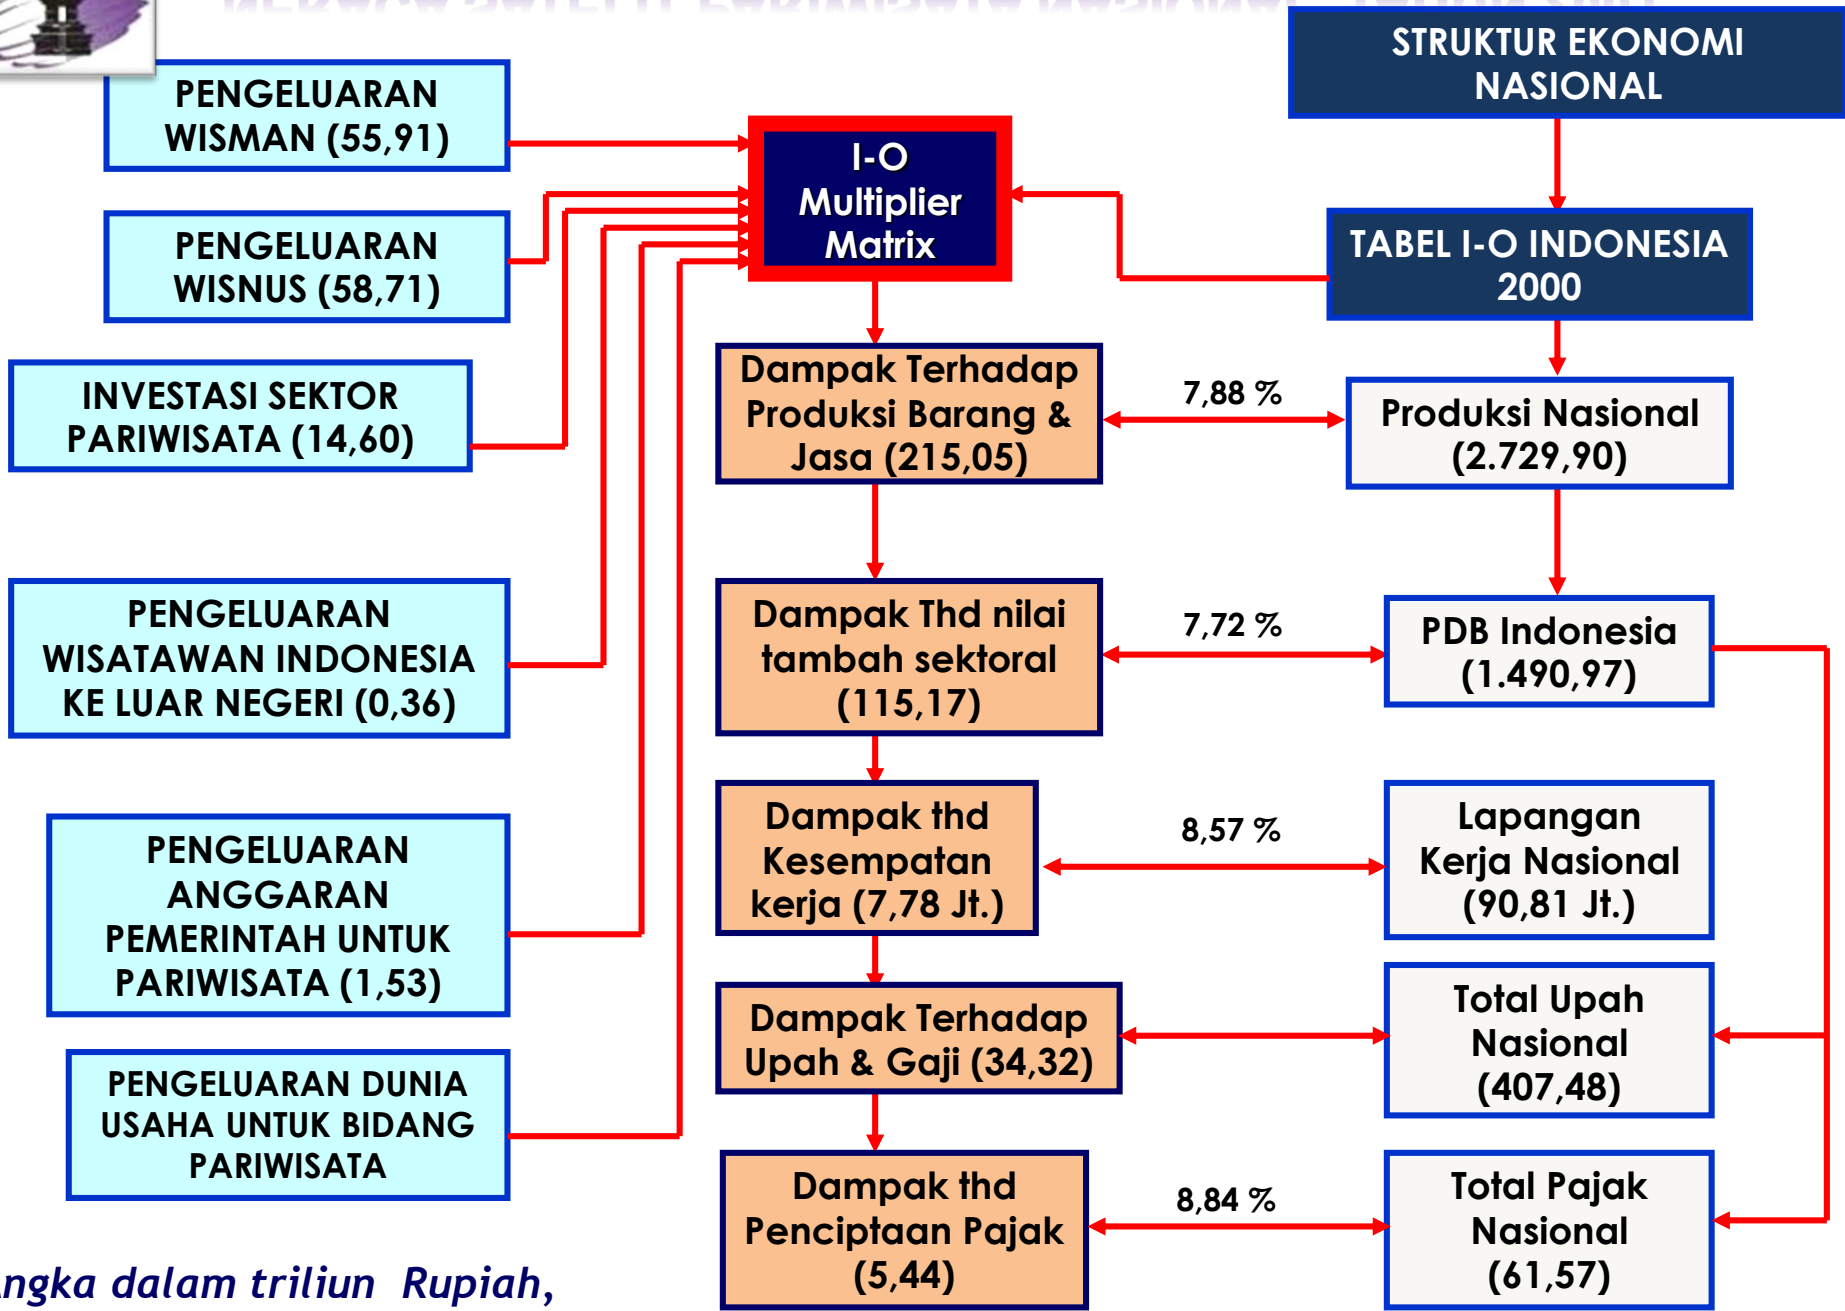 STRUKTUR EKONOMI
NASIONAL
PENGELUARAN
WISMAN (55,91)
I-O
Multiplier
Matrix
PENGELUARAN
WISNUS (58,71)
TABEL I-O INDONESIA
2000
INVESTASI SEKTOR
PARIWISATA (14,60)
Dampak Terhadap
Produksi Barang &
Jasa (215,05)
7,88 %
Produksi Nasional
(2.729,90)
PENGELUARAN
WISATAWAN INDONESIA
KE LUAR NEGERI (0,36)
Dampak Thd nilai
tambah sektoral
(115,17)
7,72 %
PDB Indonesia
(1.490,97)
PENGELUARAN
ANGGARAN
PEMERINTAH UNTUK
PARIWISATA (1,53)
Dampak thd
Kesempatan
kerja (7,78 Jt.)
8,57 %
Lapangan
Kerja Nasional
(90,81 Jt.)
Dampak Terhadap
Upah & Gaji (34,32)
Total Upah
Nasional
(407,48)
PENGELUARAN DUNIA
USAHA UNTUK BIDANG
PARIWISATA
Dampak thd
Penciptaan Pajak
(5,44)
8,84 %
Total Pajak
Nasional
(61,57)
dalam triliun Rupiah,